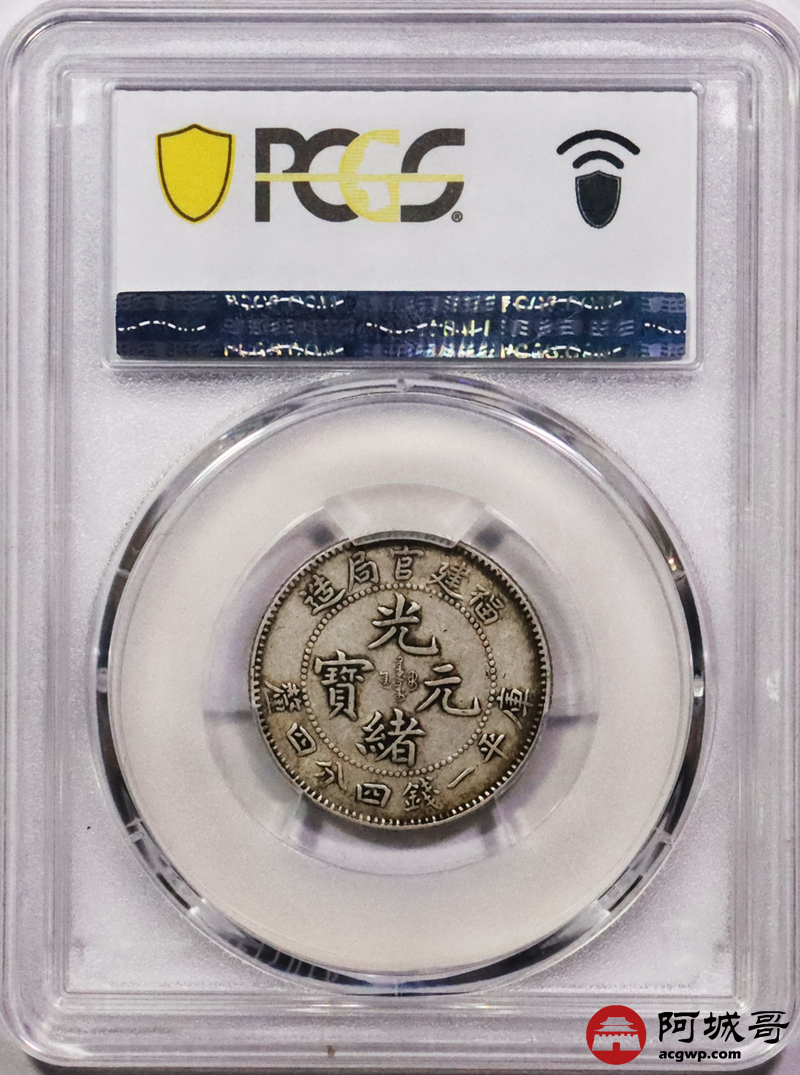 PCGS®
福建官局造
光緒元寶
庫平一錢四分四釐
阿城哥
acgwp.com